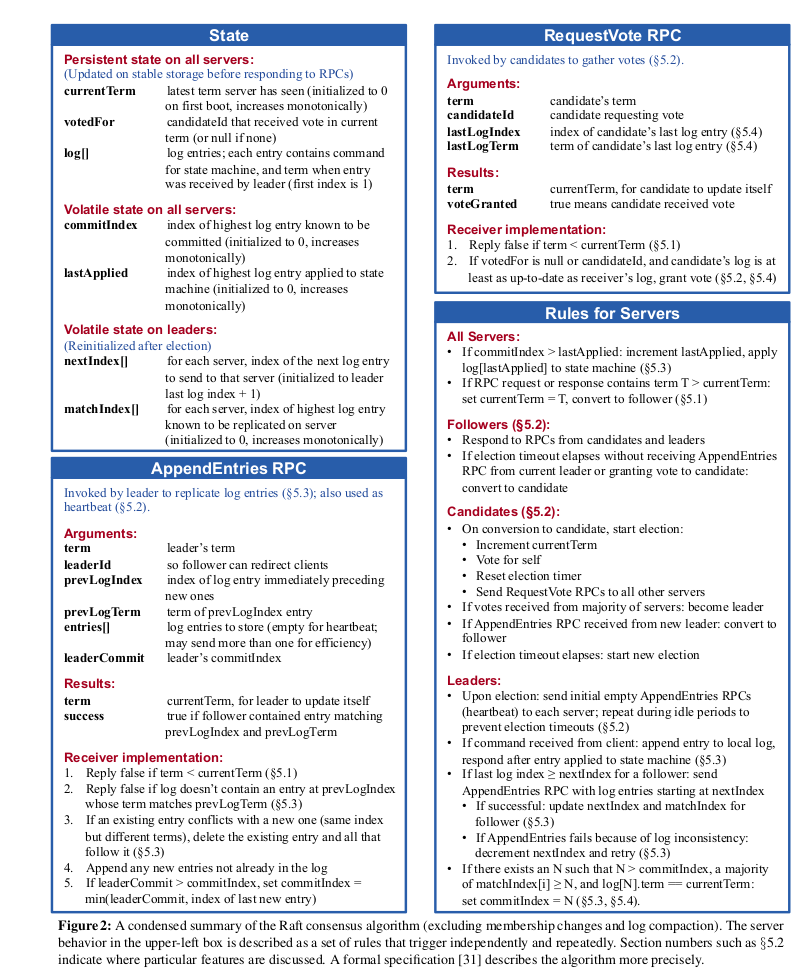 State
Persistent state on all servers:
(Updated on stable storage before responding to RPCs)
currentTerm latest term server has seen (initialized to 0
on first boot, increases monotonically)
votedFor candidateId that received vote in current
term (or null if none)
log[] log entries; each entry contains command
for state machine, and term when entry
was received by leader (first index is 1)
Volatile state on all servers:
commitIndex index of highest log entry known to be
committed (initialized to 0, increases
monotonically)
lastApplied index of highest log entry applied to state
machine (initialized to 0, increases
monotonically)
Volatile state on leaders:
(Reinitialized after election)
nextIndex[] for each server, index of the next log entry
to send to that server (initialized to leader
last log index + 1)
matchIndex[] for each server, index of highest log entry
known to be replicated on server
(initialized to 0, increases monotonically)
AppendEntries RPC
Invoked by leader to replicate log entries (§5.3); also used as
heartbeat (§5.2).
Arguments:
term leader's term
leaderId so follower can redirect clients
prevLogIndex index of log entry immediately preceding
new ones
prevLogTerm term of prevLogIndex entry
entries[] log entries to store (empty for heartbeat;
may send more than one for efficiency)
leaderCommit leader's commitIndex
Results:
term currentTerm, for leader to update itself
success true if follower contained entry matching
prevLogIndex and prevLogTerm
Receiver implementation:
1. Reply false if term < currentTerm (§5.1)
2. Reply false if log doesn't contain an entry at prevLogIndex
whose term matches prevLogTerm (§5.3)
3. If an existing entry conflicts with a new one (same index
but different terms), delete the existing entry and all that
follow it (§5.3)
4. Append any new entries not already in the log
5. If leaderCommit > commitIndex, set commitIndex =
min(leaderCommit, index of last new entry)
RequestVote RPC
Invoked by candidates to gather votes (§5.2).
Arguments:
term candidate's term
candidateId candidate requesting vote
lastLogIndex index of candidate's last log entry (§5.4)
lastLogTerm term of candidate's last log entry (§5.4)
Results:
term currentTerm, for candidate to update itself
voteGranted true means candidate received vote
Receiver implementation:
1. Reply false if term < currentTerm (§5.1)
2. If votedFor is null or candidateId, and candidate's log is at
least as up-to-date as receiver's log, grant vote (§5.2, §5.4)
Rules for Servers
All Servers:
• If commitIndex > lastApplied: increment lastApplied, apply
log[lastApplied] to state machine (§5.3)
• If RPC request or response contains term T > currentTerm:
set currentTerm = T, convert to follower (§5.1)
Followers (§5.2):
• Respond to RPCs from candidates and leaders
• If election timeout elapses without receiving AppendEntries
RPC from current leader or granting vote to candidate:
convert to candidate
Candidates (§5.2):
• On conversion to candidate, start election:
• Increment currentTerm
• Vote for self
• Reset election timer
• Send RequestVote RPCs to all other servers
• If votes received from majority of servers: become leader
• If AppendEntries RPC received from new leader: convert to
follower
• If election timeout elapses: start new election
Leaders:
• Upon election: send initial empty AppendEntries RPCs
(heartbeat) to each server; repeat during idle periods to
prevent election timeouts (§5.2)
• If command received from client: append entry to local log,
respond after entry applied to state machine (§5.3)
• If last log index ≥ nextIndex for a follower: send
AppendEntries RPC with log entries starting at nextIndex
• If successful: update nextIndex and matchIndex for
follower (§5.3)
• If AppendEntries fails because of log inconsistency:
decrement nextIndex and retry (§5.3)
• If there exists an N such that N > commitIndex, a majority
of matchIndex[i] ≥ N, and log[N].term == currentTerm:
set commitIndex = N (§5.3, §5.4).
Figure 2: A condensed summary of the Raft consensus algorithm (excluding membership changes and log compaction). The server
behavior in the upper-left box is described as a set of rules that trigger independently and repeatedly. Section numbers such as §5.2
indicate where particular features are discussed. A formal specification [31] describes the algorithm more precisely.